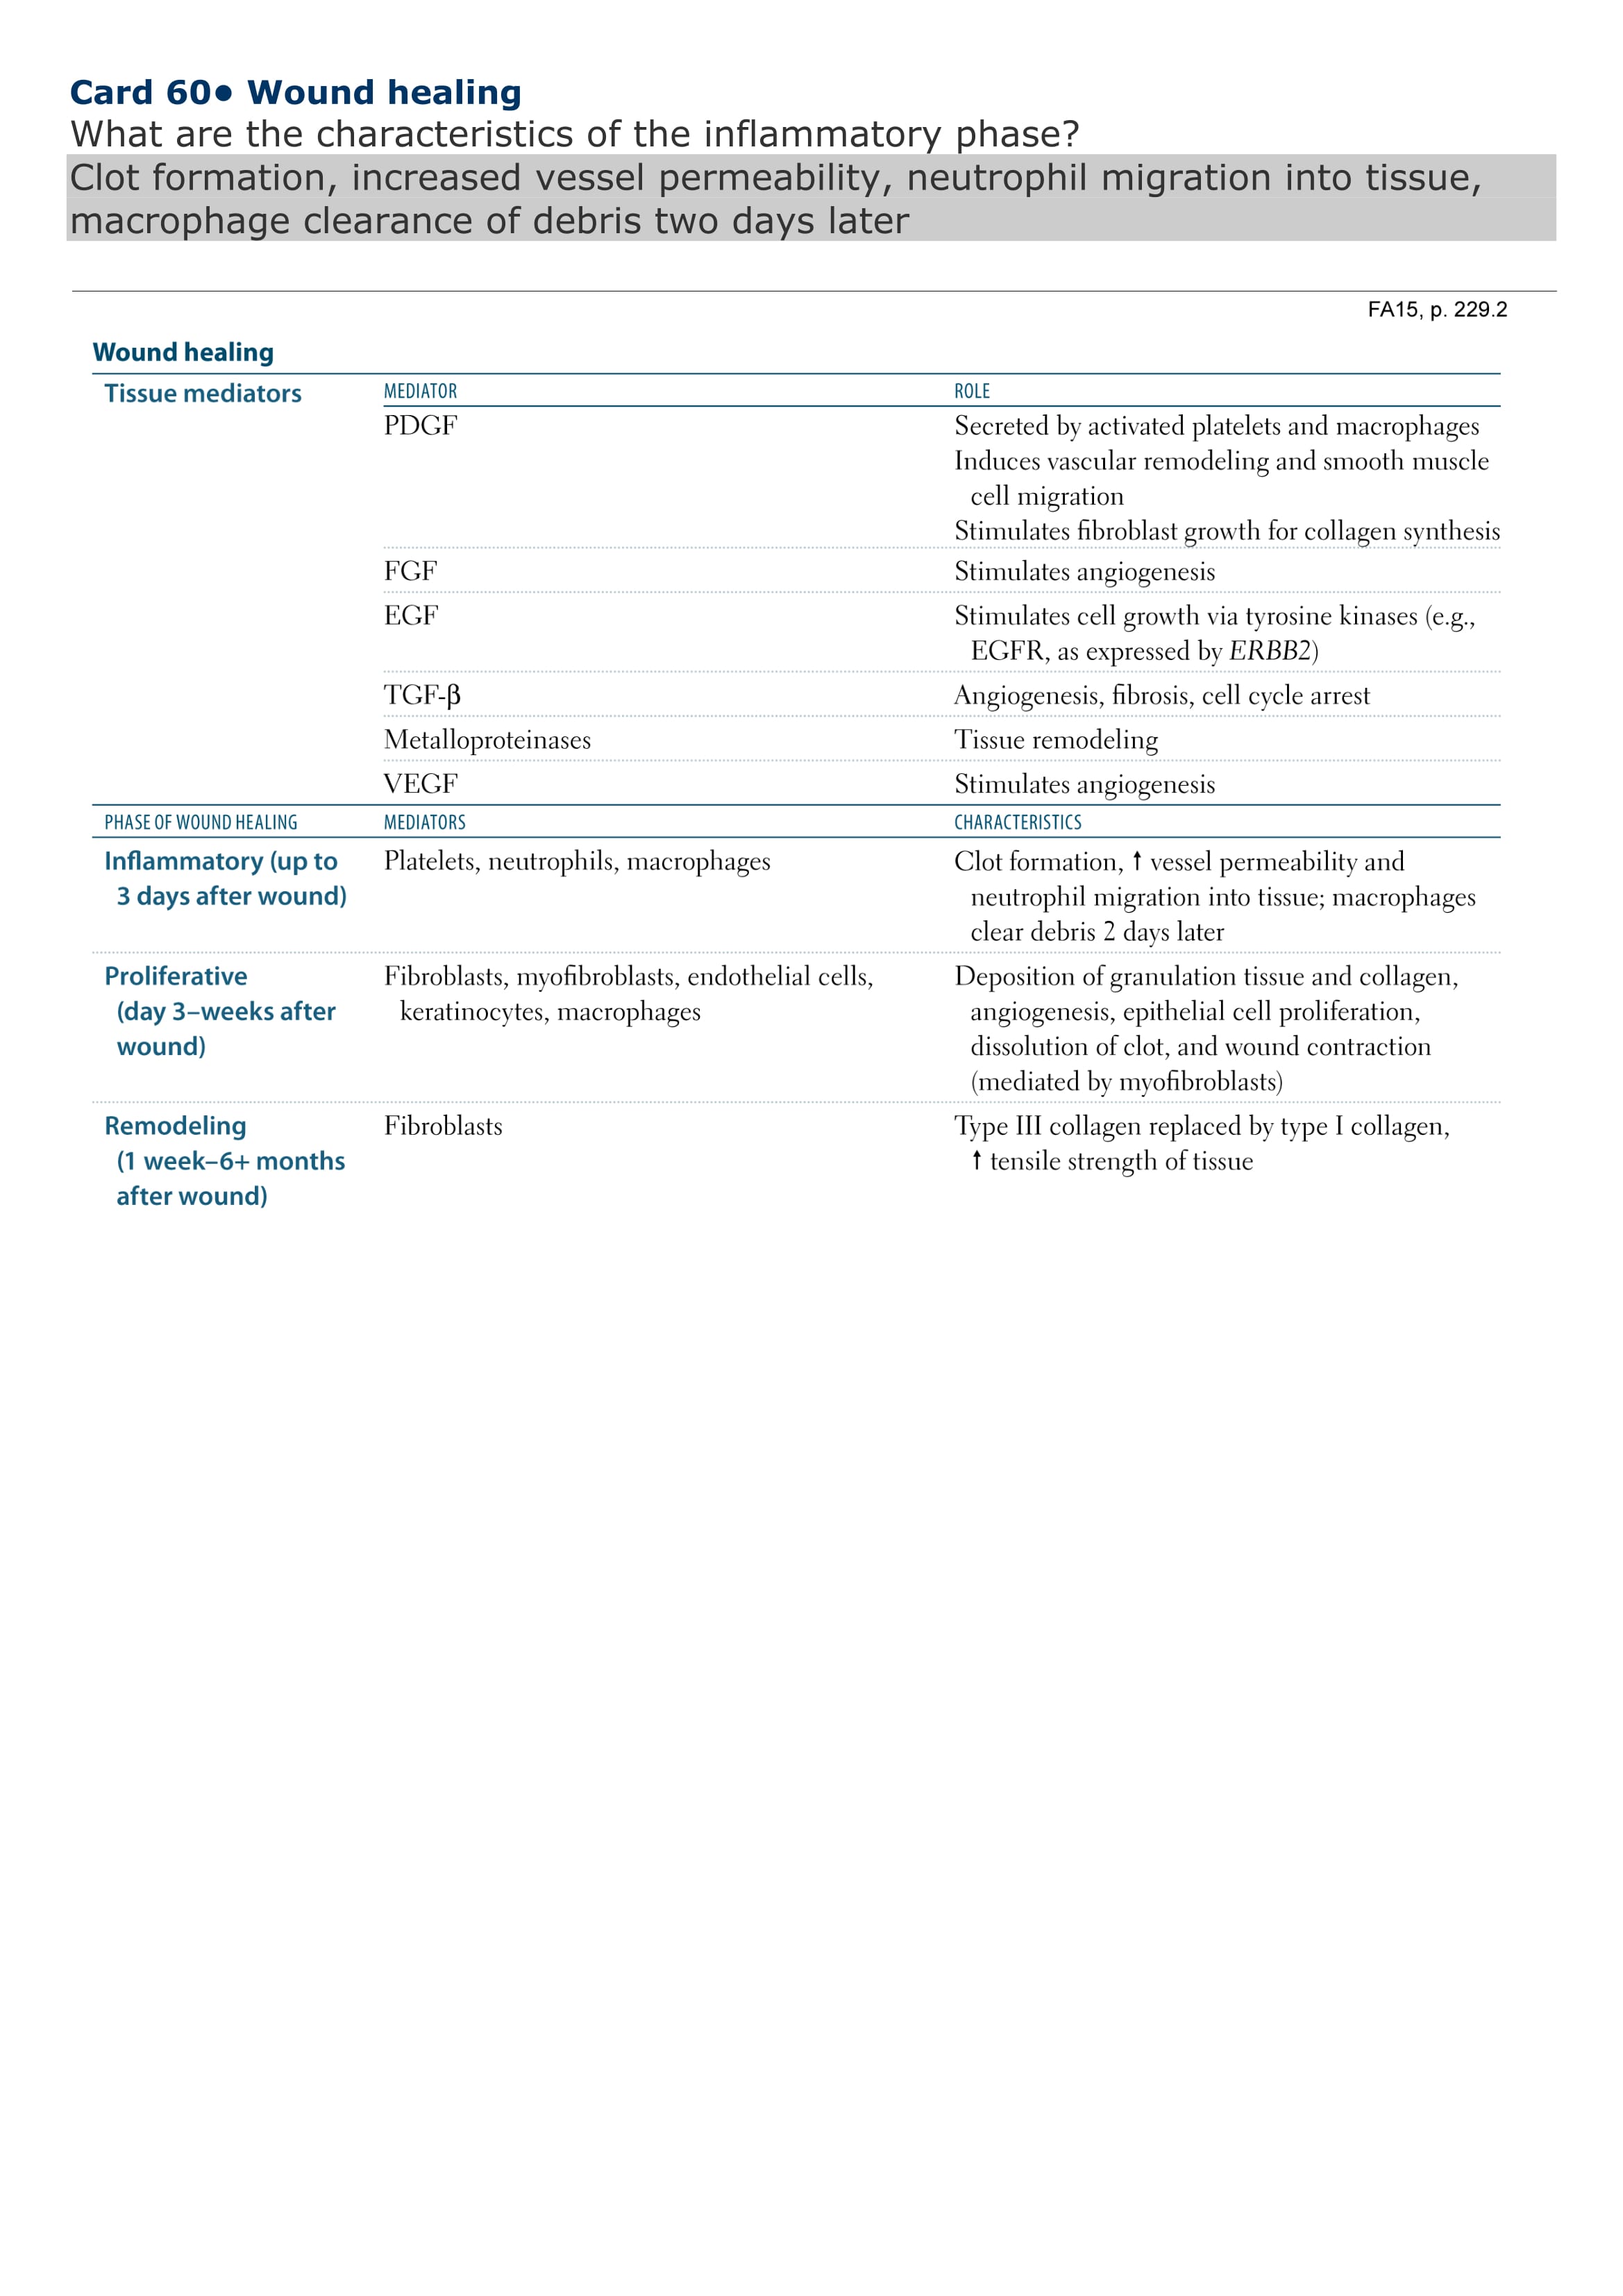 Card 60• Wound healing
What are the characteristics of the inflammatory phase?
Clot formation, increased vessel permeability, neutrophil migration into tissue,
macrophage clearance of debris two days later
FA15, p. 229.2
Wound healing
Tissue mediators MEDIATOR ROLE
PDGF Secreted by activated platelets and macrophages
Induces vascular remodeling and smooth muscle
cell migration
Stimulates fibroblast growth for collagen synthesis
FGF Stimulates angiogenesis
EGF Stimulates cell growth via tyrosine kinases (e.g.,
EGFR, as expressed by ERBB2)
TGF-β Angiogenesis, fibrosis, cell cycle arrest
Metalloproteinases Tissue remodeling
VEGF Stimulates angiogenesis
PHASE OF WOUND HEALING MEDIATORS CHARACTERISTICS
Inflammatory (up to Platelets, neutrophils, macrophages Clot formation, ↑ vessel permeability and
3 days after wound) neutrophil migration into tissue; macrophages
clear debris 2 days later
Proliferative Fibroblasts, myofibroblasts, endothelial cells, Deposition of granulation tissue and collagen,
(day 3–weeks after keratinocytes, macrophages angiogenesis, epithelial cell proliferation,
wound) dissolution of clot, and wound contraction
(mediated by myofibroblasts)
Remodeling Fibroblasts Type III collagen replaced by type I collagen,
(1 week–6+ months ↑ tensile strength of tissue
after wound)